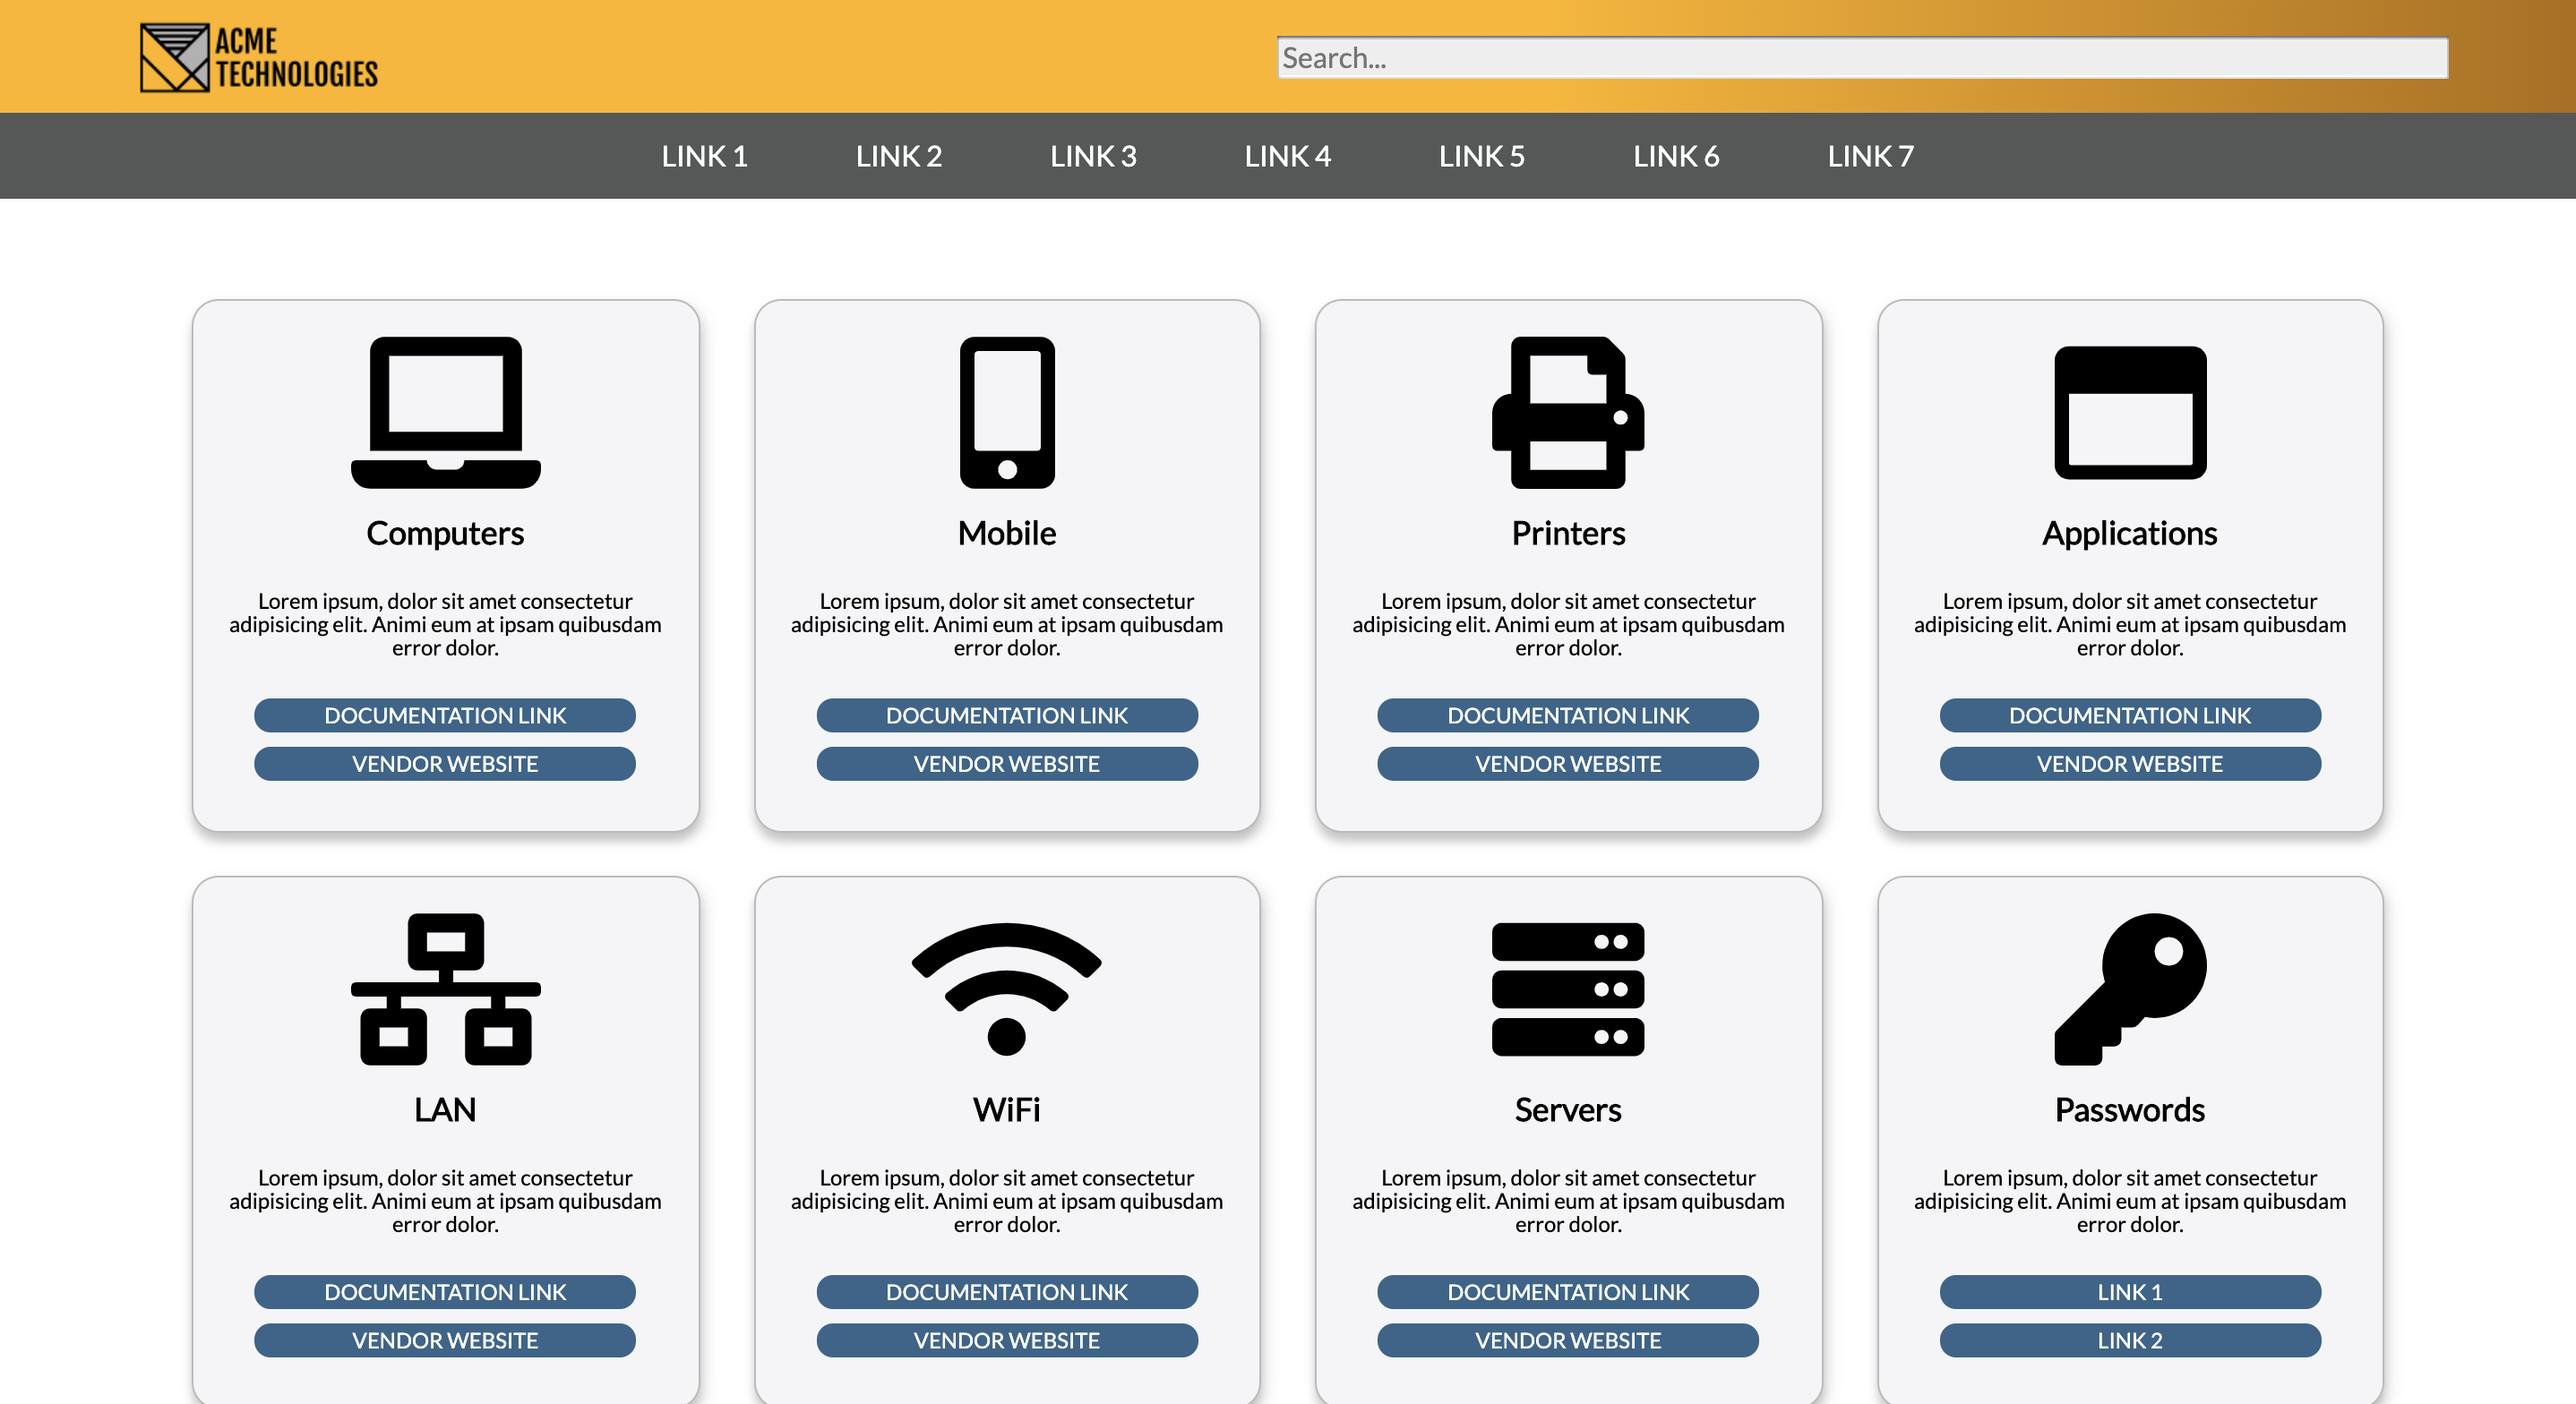 ACME
TECHNOLOGIES
Search...
LINK 1
LINK 2
LINK 3
LINK 4
LINK 5
LINK 6
LINK 7
Computers
Lorem ipsum, dolor sit amet consectetur
adipisicing elit. Animi eum at ipsam quibusdam
error dolor.
DOCUMENTATION LINK
VENDOR WEBSITE
Mobile
Lorem ipsum, dolor sit amet consectetur
adipisicing elit. Animi eum at ipsam quibusdam
error dolor.
DOCUMENTATION LINK
VENDOR WEBSITE
Printers
Lorem ipsum, dolor sit amet consectetur
adipisicing elit. Animi eum at ipsam quibusdam
error dolor.
DOCUMENTATION LINK
VENDOR WEBSITE
Applications
Lorem ipsum, dolor sit amet consectetur
adipisicing elit. Animi eum at ipsam quibusdam
error dolor.
DOCUMENTATION LINK
VENDOR WEBSITE
LAN
Lorem ipsum, dolor sit amet consectetur
adipisicing elit. Animi eum at ipsam quibusdam
error dolor.
DOCUMENTATION LINK
VENDOR WEBSITE
WiFi
Lorem ipsum, dolor sit amet consectetur
adipisicing elit. Animi eum at ipsam quibusdam
error dolor.
DOCUMENTATION LINK
VENDOR WEBSITE
Servers
Lorem ipsum, dolor sit amet consectetur
adipisicing elit. Animi eum at ipsam quibusdam
error dolor.
DOCUMENTATION LINK
VENDOR WEBSITE
Passwords
Lorem ipsum, dolor sit amet consectetur
adipisicing elit. Animi eum at ipsam quibusdam
error dolor.
LINK 1
LINK 2